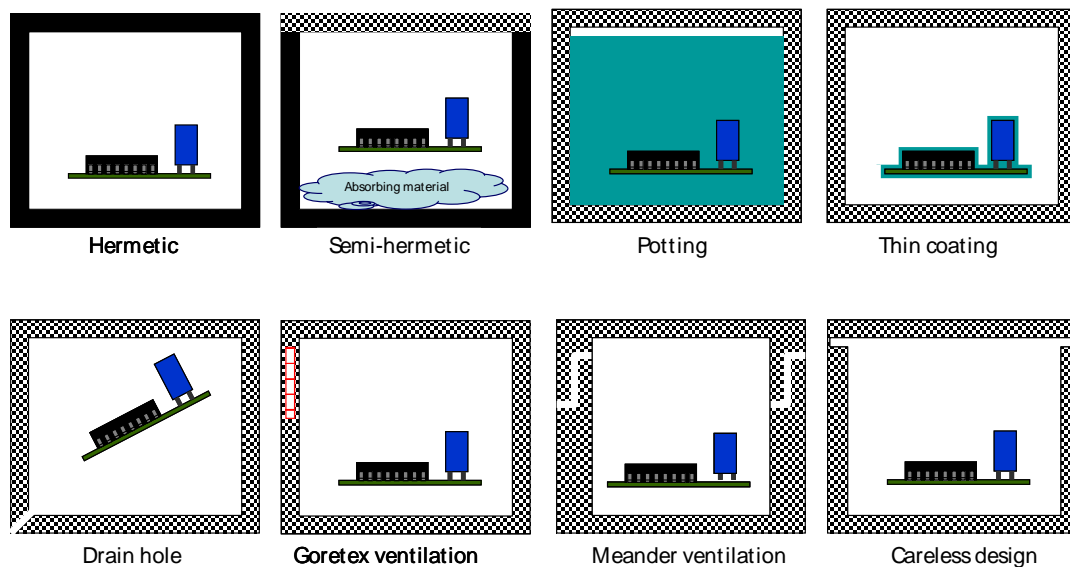 Absorbing material
Hermetic
Semi-hermetic
Potting
Thin coating
Drain hole
Goretex ventilation
Meander ventilation
Careless design